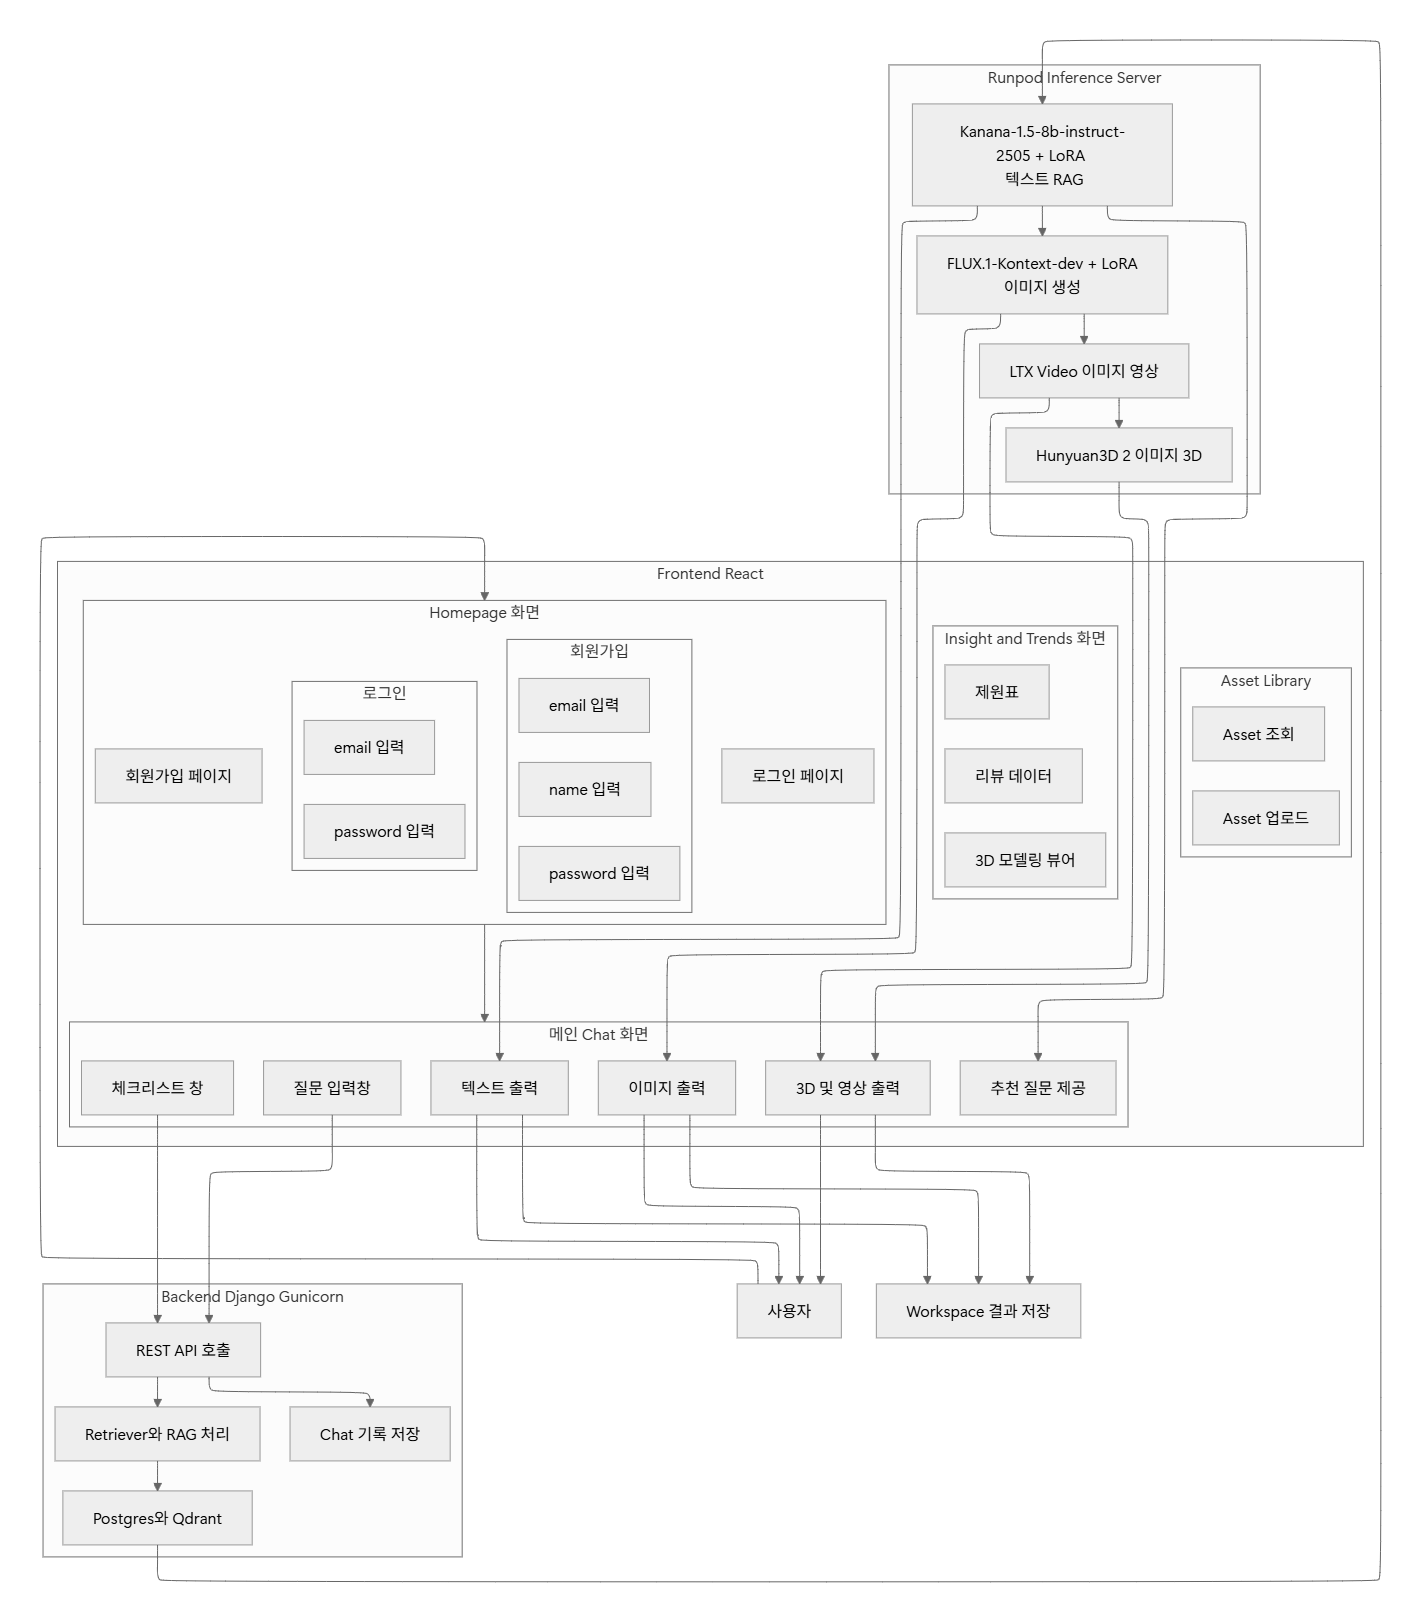 Runpod Inference Server
Kanana-1.5-8b-instruct-
2505 + LoRA
텍스트 RAG
FLUX.1-Kontext-dev + LoRA
이미지 생성
LTX Video 이미지 영상
Hunyuan3D 2 이미지 3D
Frontend React
Homepage 화면
회원가입 페이지
로그인
email 입력
password 입력
회원가입
email 입력
name 입력
password 입력
로그인 페이지
Insight and Trends 화면
제원표
리뷰 데이터
3D 모델링 뷰어
Asset Library
Asset 조회
Asset 업로드
메인 Chat 화면
체크리스트 창
질문 입력창
텍스트 출력
이미지 출력
3D 및 영상 출력
추천 질문 제공
사용자
Workspace 결과 저장
Backend Django Gunicorn
REST API 호출
Retriever와 RAG 처리
Chat 기록 저장
Postgres와 Qdrant